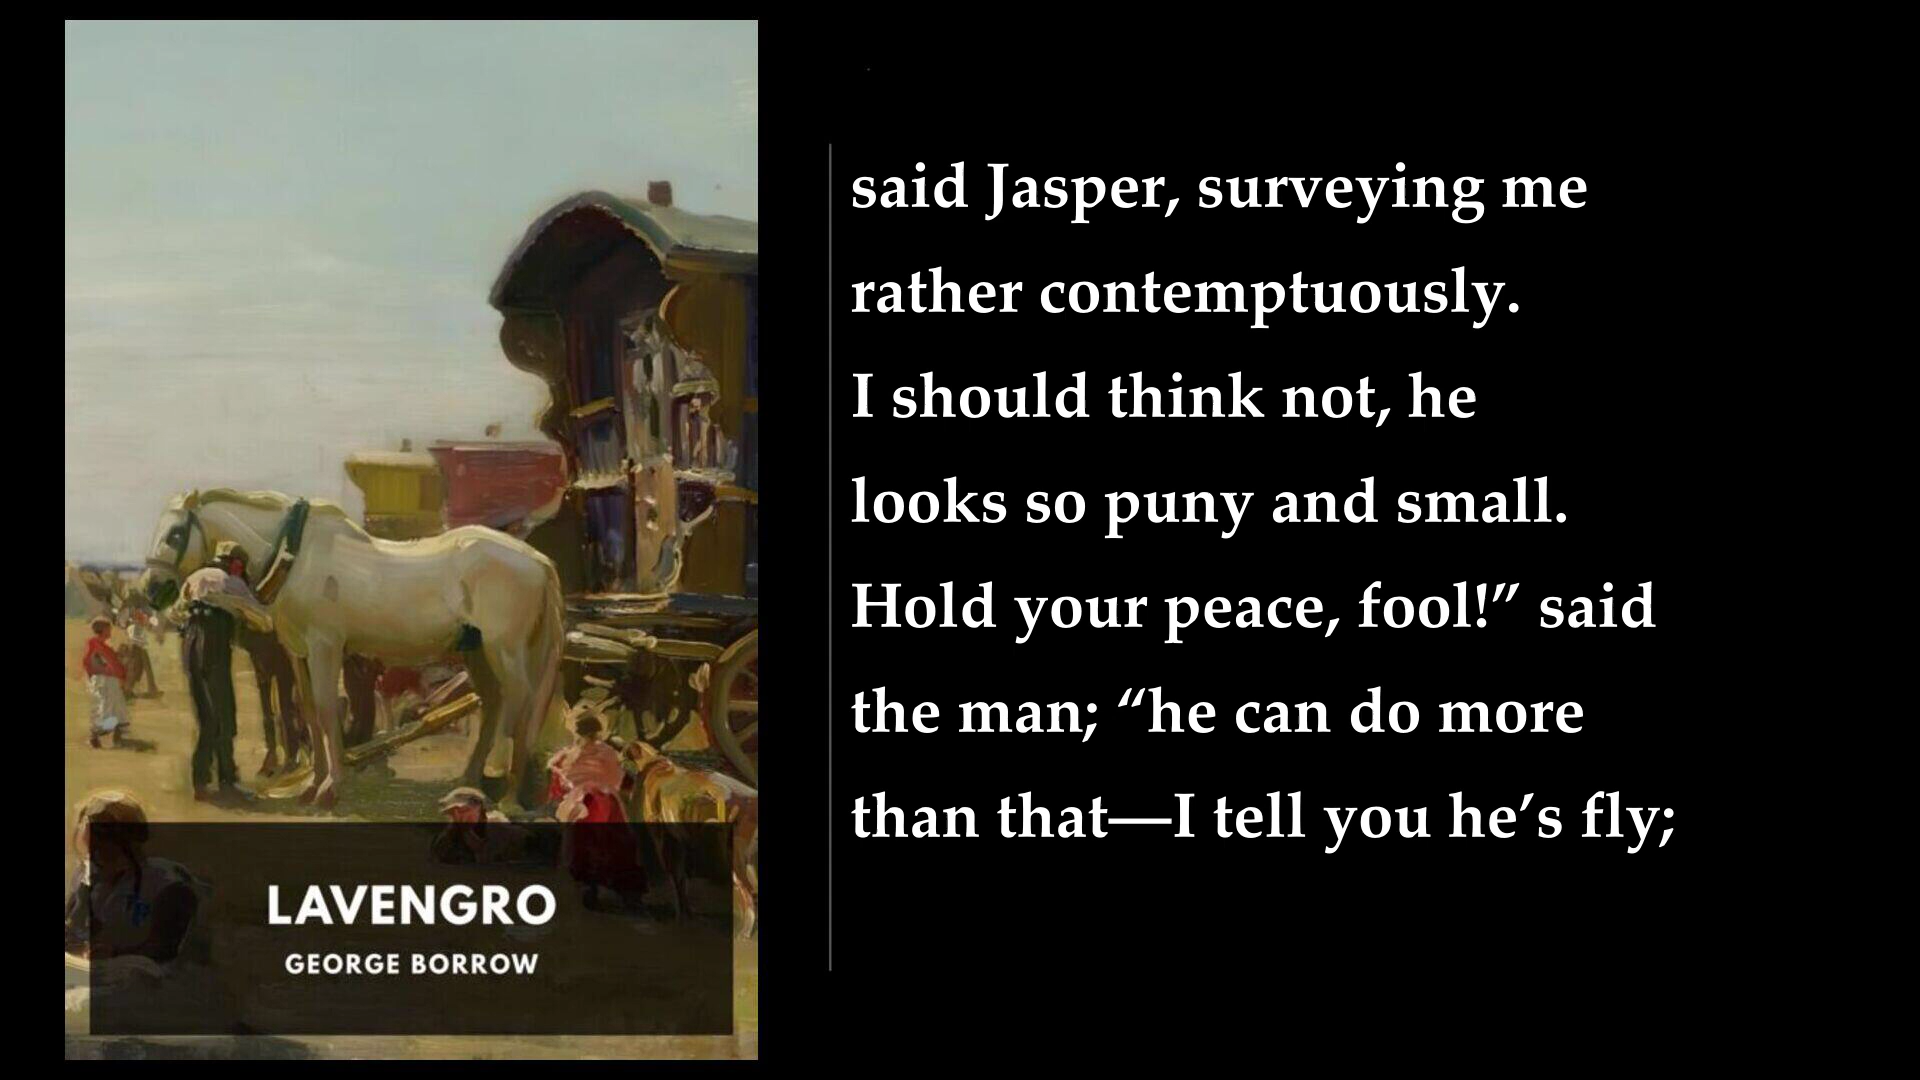 said Jasper, surveying me
rather contemptuously.
I should think not, he
looks so puny and small.
Hold your peace, fool!” said
the man; “he can do more
than that—I tell you he’s fly;
LAVENGRO
GEORGE BORROW